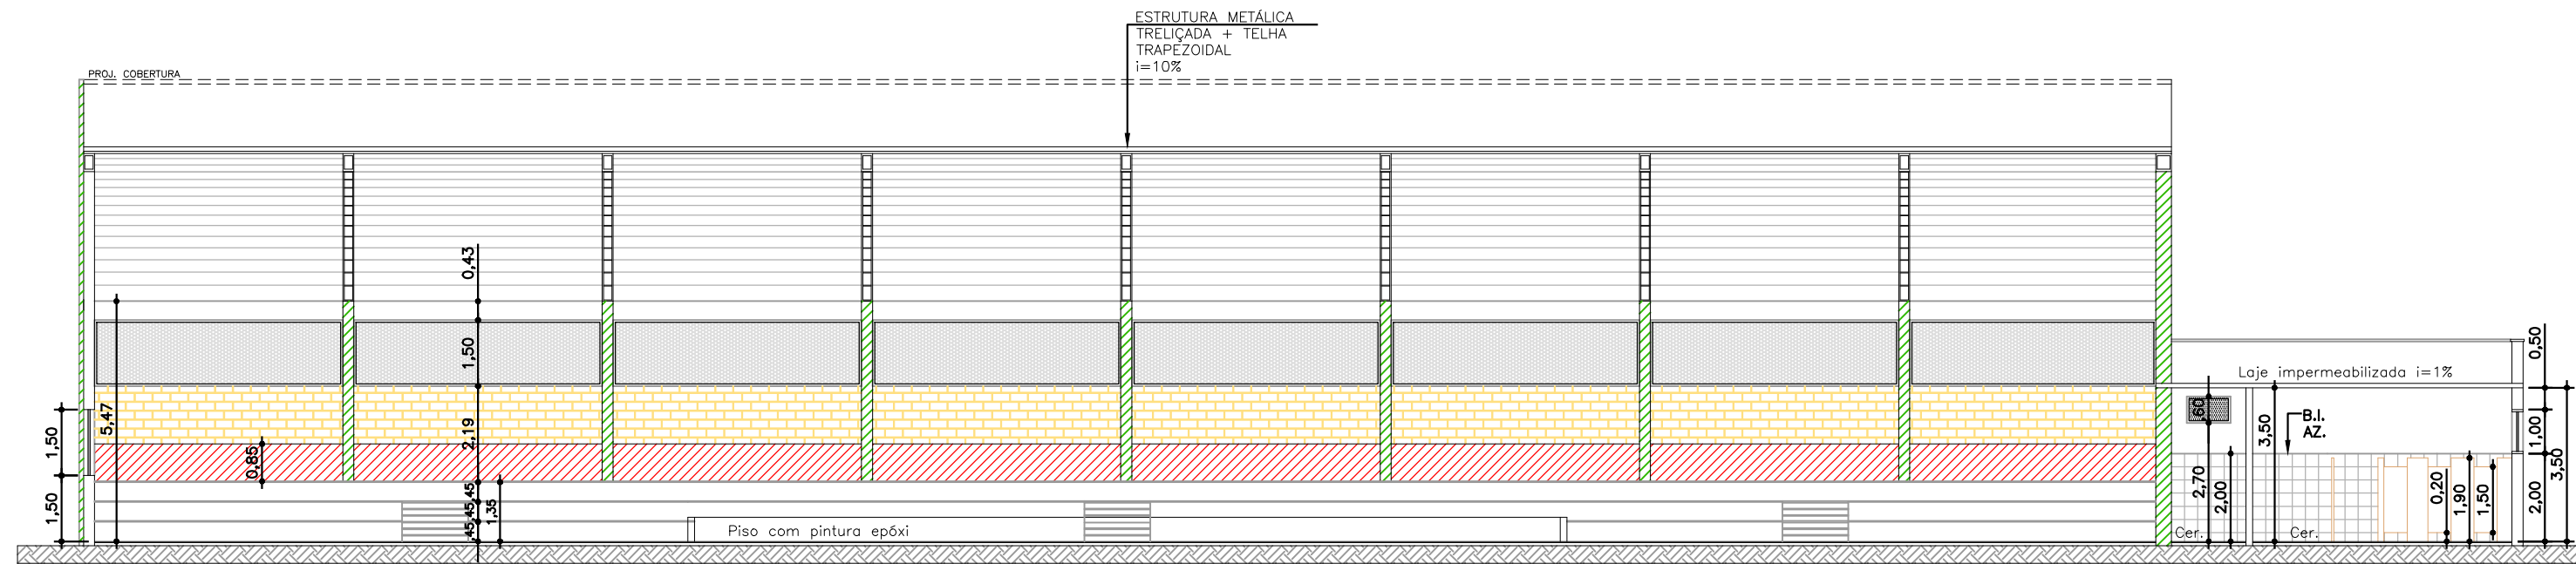 ESTRUTURA METÁLICA
TRELIÇADA + TELHA
TRAPEZOIDAL
i=10%
PROJ. COBERTURA
0,43
1,50
2,19
,45
,45
,45
1,35
0,85
5,47
1,50
1,50
Piso com pintura epóxi
Laje impermeabilizada i=1%
0,50
,60
3,50
B.I.
AZ.
1,00
3,50
2,70
2,00
0,20
1,90
1,50
2,00
Cer.
Cer.